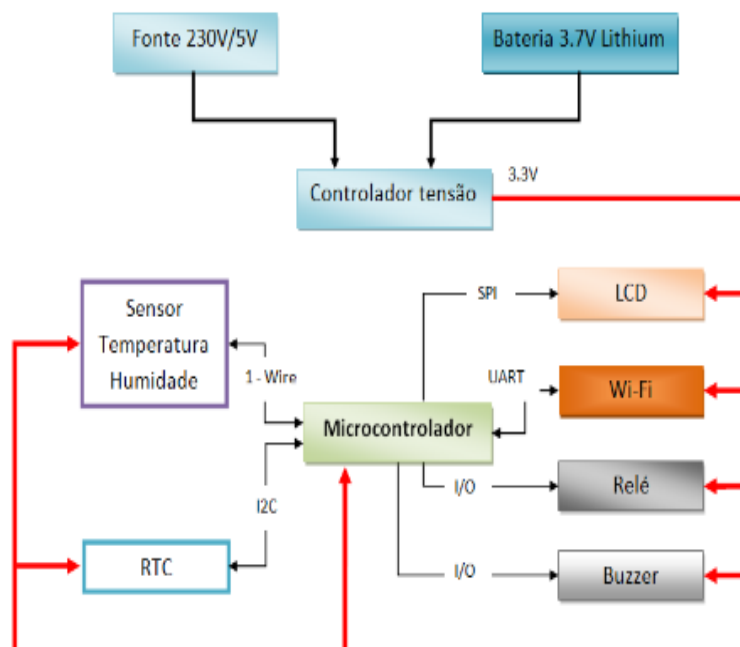 Fonte 230V/5V
Bateria 3.7V Lithium
Controlador tensão
3.3V
Sensor
Temperatura
Humidade
1 - Wire
SPI
LCD
UART
Wi-Fi
Microcontrolador
I2C
I/O
Relé
RTC
I/O
Buzzer